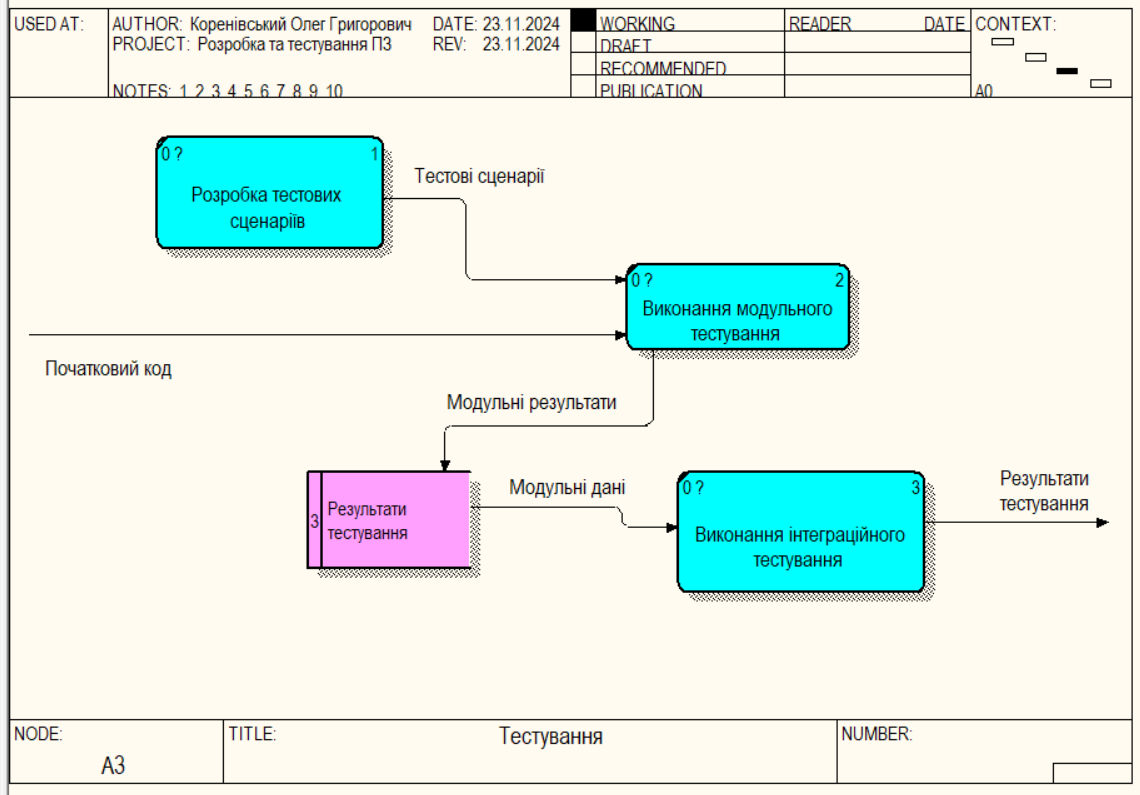 USED AT:
AUTHOR: Коренівський Олег Григорович
DATE: 23.11.2024
PROJECT: Розробка та тестування ПЗ
REV: 23.11.2024
NOTES: 1 2 3 4 5 6 7 8 9 10
WORKING
DRAFT
RECOMMENDED
PUBLICATION
READER
DATE
CONTEXT:
A0
0 ?
1
Розробка тестових
сценаріїв
Тестові сценарії
0 ?
2
Виконання модульного
тестування
Початковий код
Модульні результати
3
Результати
тестування
Модульні дані
0 ?
3
Виконання інтеграційного
тестування
Результати
тестування
NODE:
A3
TITLE:
Тестування
NUMBER: